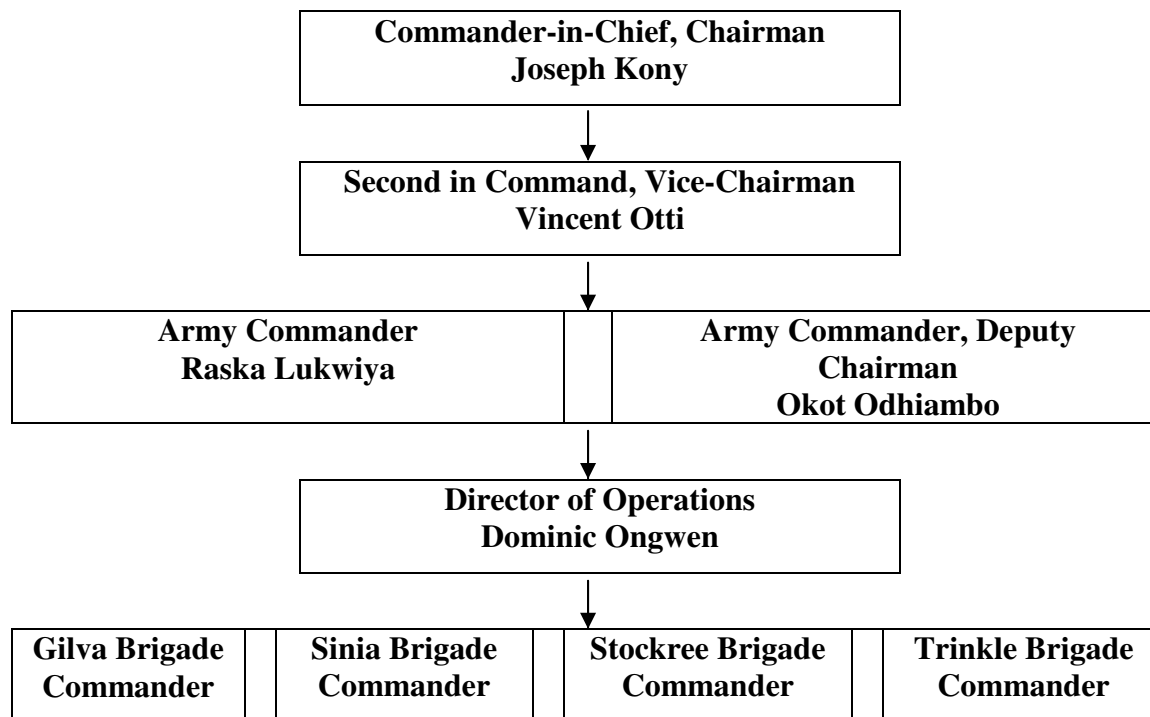 Commander-in-Chief, Chairman
Joseph Kony
Second in Command, Vice-Chairman
Vincent Otti
Army Commander
Raska Lukwiya
Army Commander, Deputy
Chairman
Okot Odhiambo
Director of Operations
Dominic Ongwen
Gilva Brigade
Commander
Sinia Brigade
Commander
Stockree Brigade
Commander
Trinkle Brigade
Commander